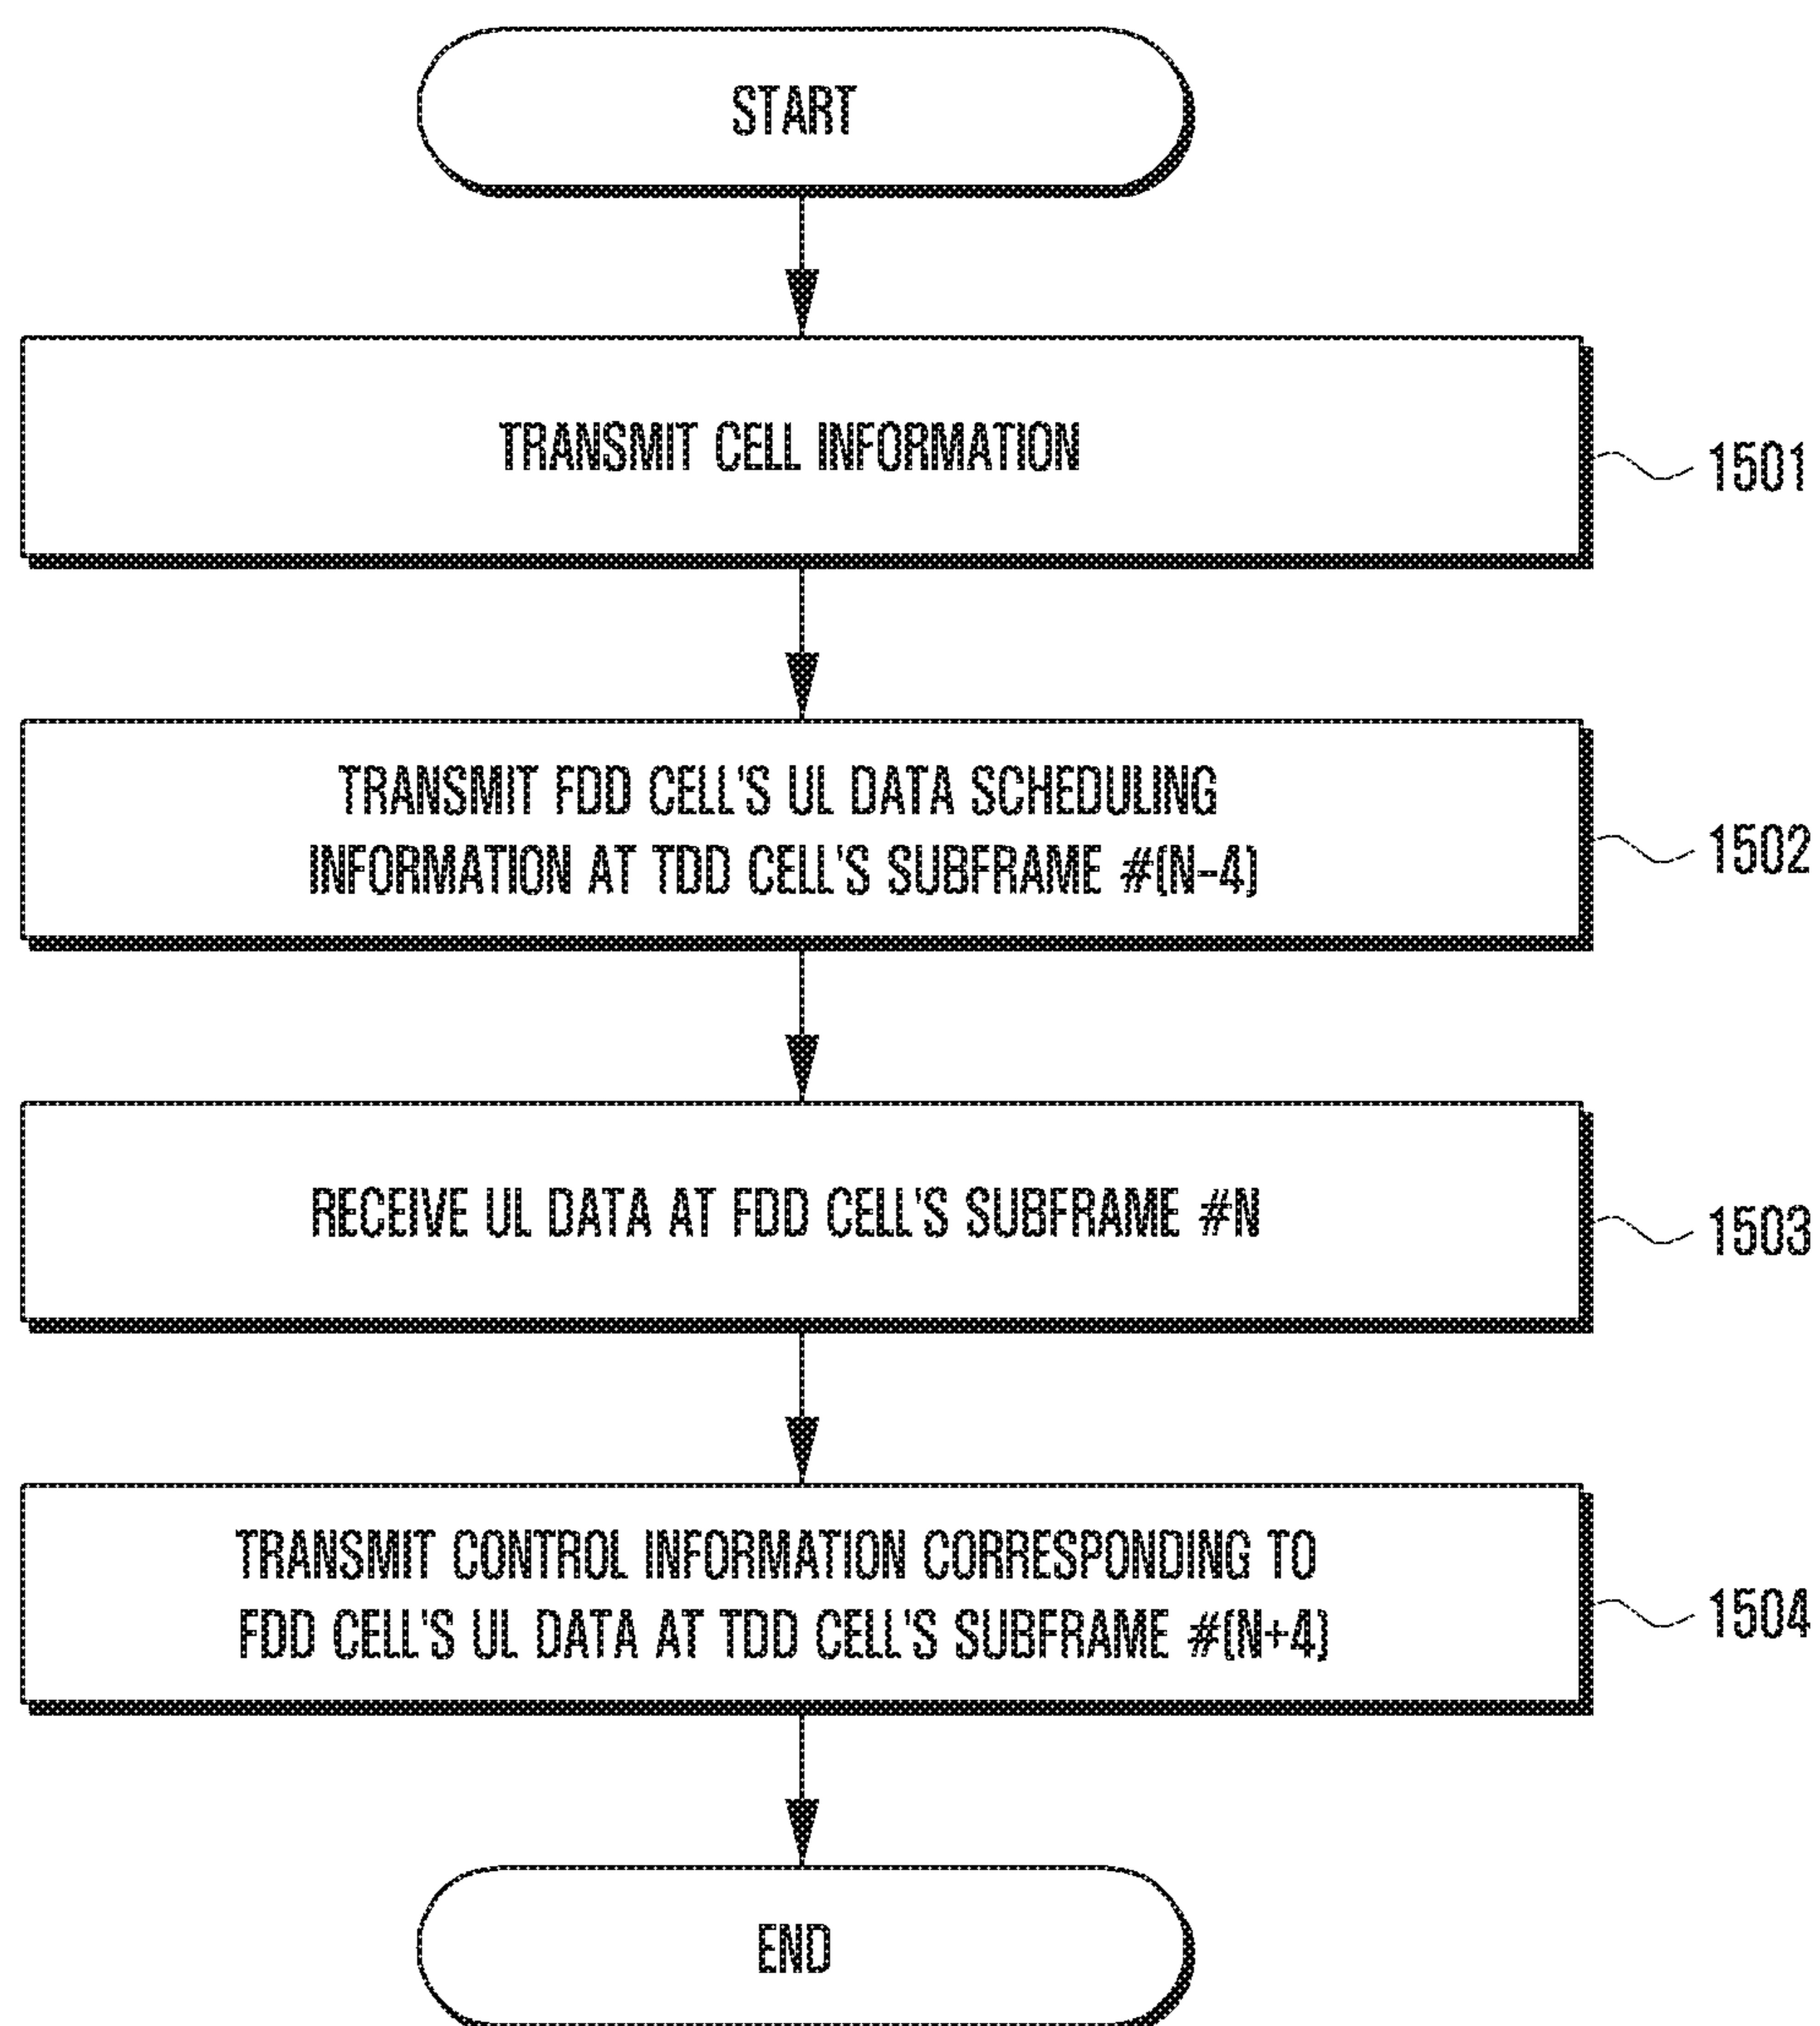 START
TRANSMIT CELL INFORMATION
1501
TRANSMIT FDD CELL'S UL DATA SCHEDULING
INFORMATION AT TDD CELL'S SUBFRAME #(N-4)
1502
RECEIVE UL DATA AT FDD CELL'S SUBFRAME #N
1503
TRANSMIT CONTROL INFORMATION CORRESPONDING TO
FDD CELL'S UL DATA AT TDD CELL'S SUBFRAME #(N+4)
1504
END